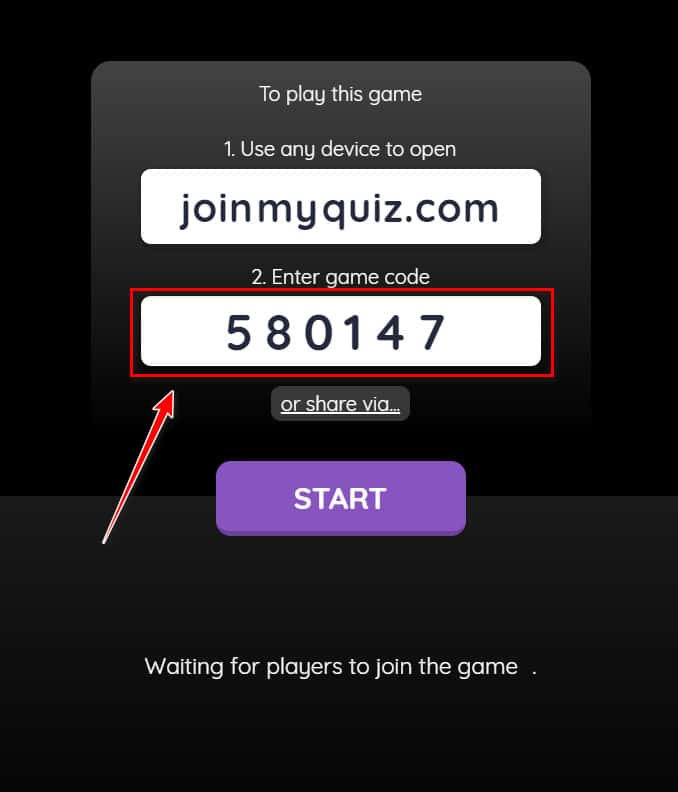 To play this game
1. Use any device to open
joinmyquiz.com
2. Enter game code
580147
or share via...
START
Waiting for players to join the game .